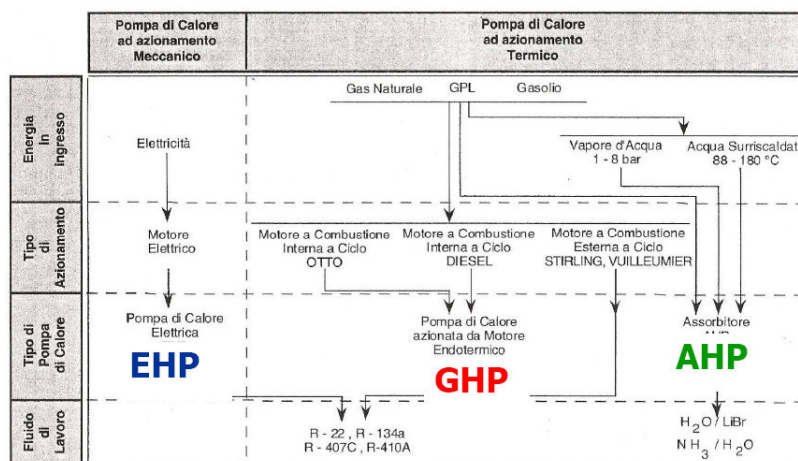 Pompa di Calore
ad azionamento
Meccanico
Pompa di Calore
ad azionamento
Termico
Energia
in
Ingresso
Gas Naturale GPL Gasolio
Elettricità
Vapore d'Acqua
1 - 8 bar
Acqua Surriscaldat
88 - 180 °C
Tipo
di
Azionamento
Motore
Elettrico
Motore a Combustione
Interna a Ciclo
OTTO
Motore a Combustione
Interna a Ciclo
DIESEL
Motore a Combustione
Esterna a Ciclo
STIRLING, VUILLEUMIER
Tipo di
Pompa
di Calore
Pompa di Calore
Elettrica
EHP
Pompa di Calore
azionata da Motore
Endotermico
GHP
Assorbitore
AHP
Fluido
di
Lavoro
R - 22 , R - 134a
R - 407C , R-410A
H2O / LiBr
NH3 / H2O